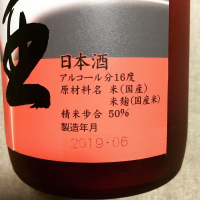 日本酒
アルコール分16度
原材料名 米(国産)
米麹(国産米)
精米歩合 50%
製造年月
2019-06